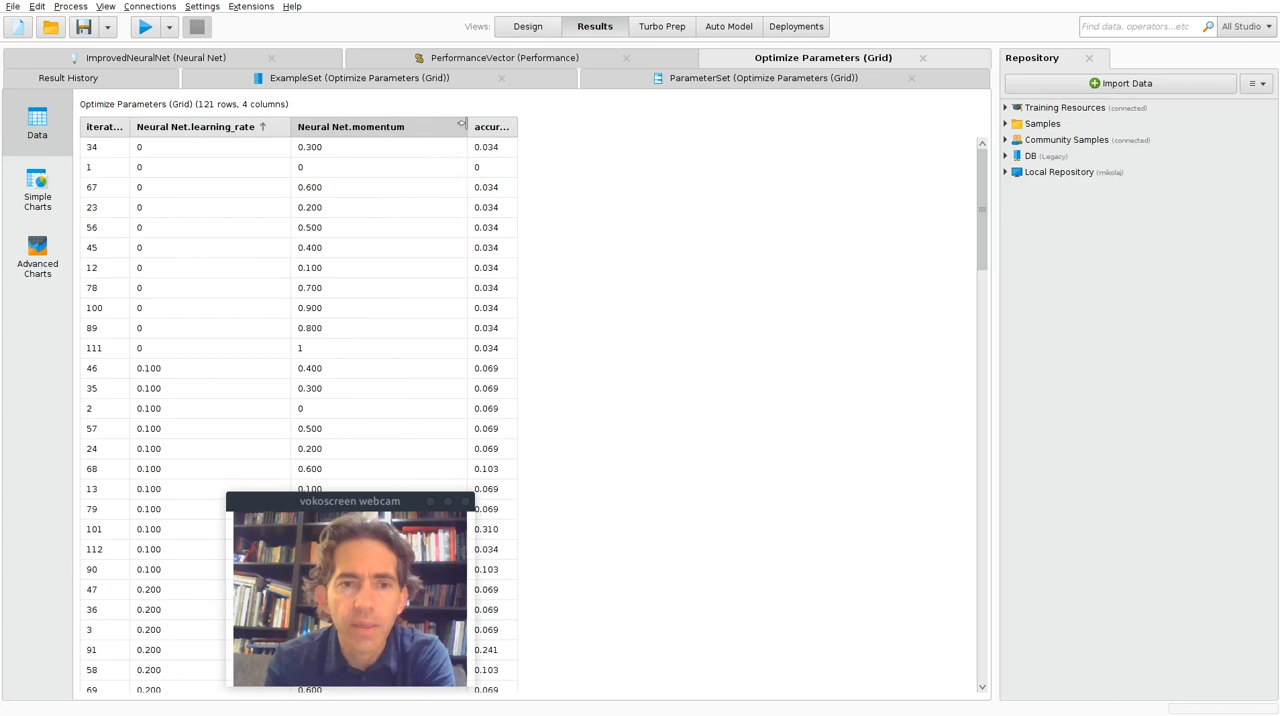 File Edit Process View Connections Settings Extensions Help
Views: Design Results Turbo Prep Auto Model Deployments
Find data, operators...etc All Studio
ImprovedNeuralNet (Neural Net) PerformanceVector (Performance) Optimize Parameters (Grid)
Result History ExampleSet (Optimize Parameters (Grid)) ParameterSet (Optimize Parameters (Grid))
Data
Simple
Charts
Advanced
Charts
Optimize Parameters (Grid) (121 rows, 4 columns)
iterat... Neural Net.learning_rate Neural Net.momentum accur...
34 0 0.300 0.034
1 0 0 0
67 0 0.600 0.034
23 0 0.200 0.034
56 0 0.500 0.034
45 0 0.400 0.034
12 0 0.100 0.034
78 0 0.700 0.034
100 0 0.900 0.034
89 0 0.800 0.034
111 0 1 0.034
46 0.100 0.400 0.069
35 0.100 0.300 0.069
2 0.100 0 0.069
57 0.100 0.500 0.069
24 0.100 0.200 0.069
68 0.100 0.600 0.103
13 0.100 0.100 0.069
79 0.100 0.069
101 0.100 0.310
112 0.100 0.034
90 0.100 0.103
47 0.200 0.069
36 0.200 0.069
3 0.200 0.069
91 0.200 0.241
58 0.200 0.103
69 0.200 0.600 0.069
vokoscreen webcam
Repository
Import Data
Training Resources (connected)
Samples
Community Samples (connected)
DB (Legacy)
Local Repository (mikolaj)